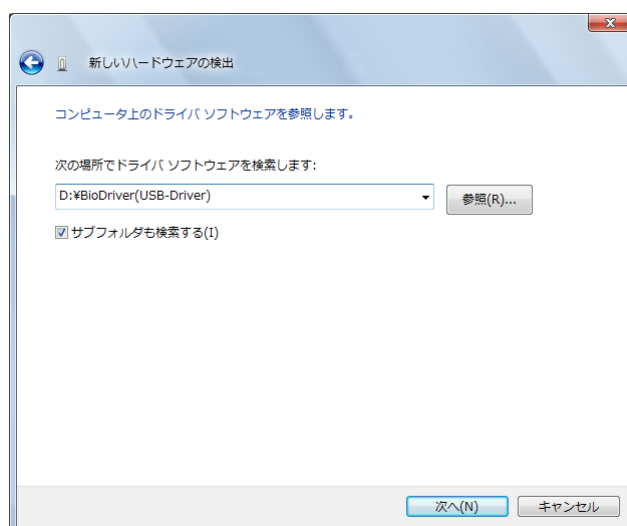 新しいハードウェアの検出
コンピュータ上のドライバ ソフトウェアを参照します。
次の場所でドライバ ソフトウェアを検索します:
D:¥BioDriver(USB-Driver)
参照(R)...
サブフォルダも検索する(I)
次へ(N)
キャンセル